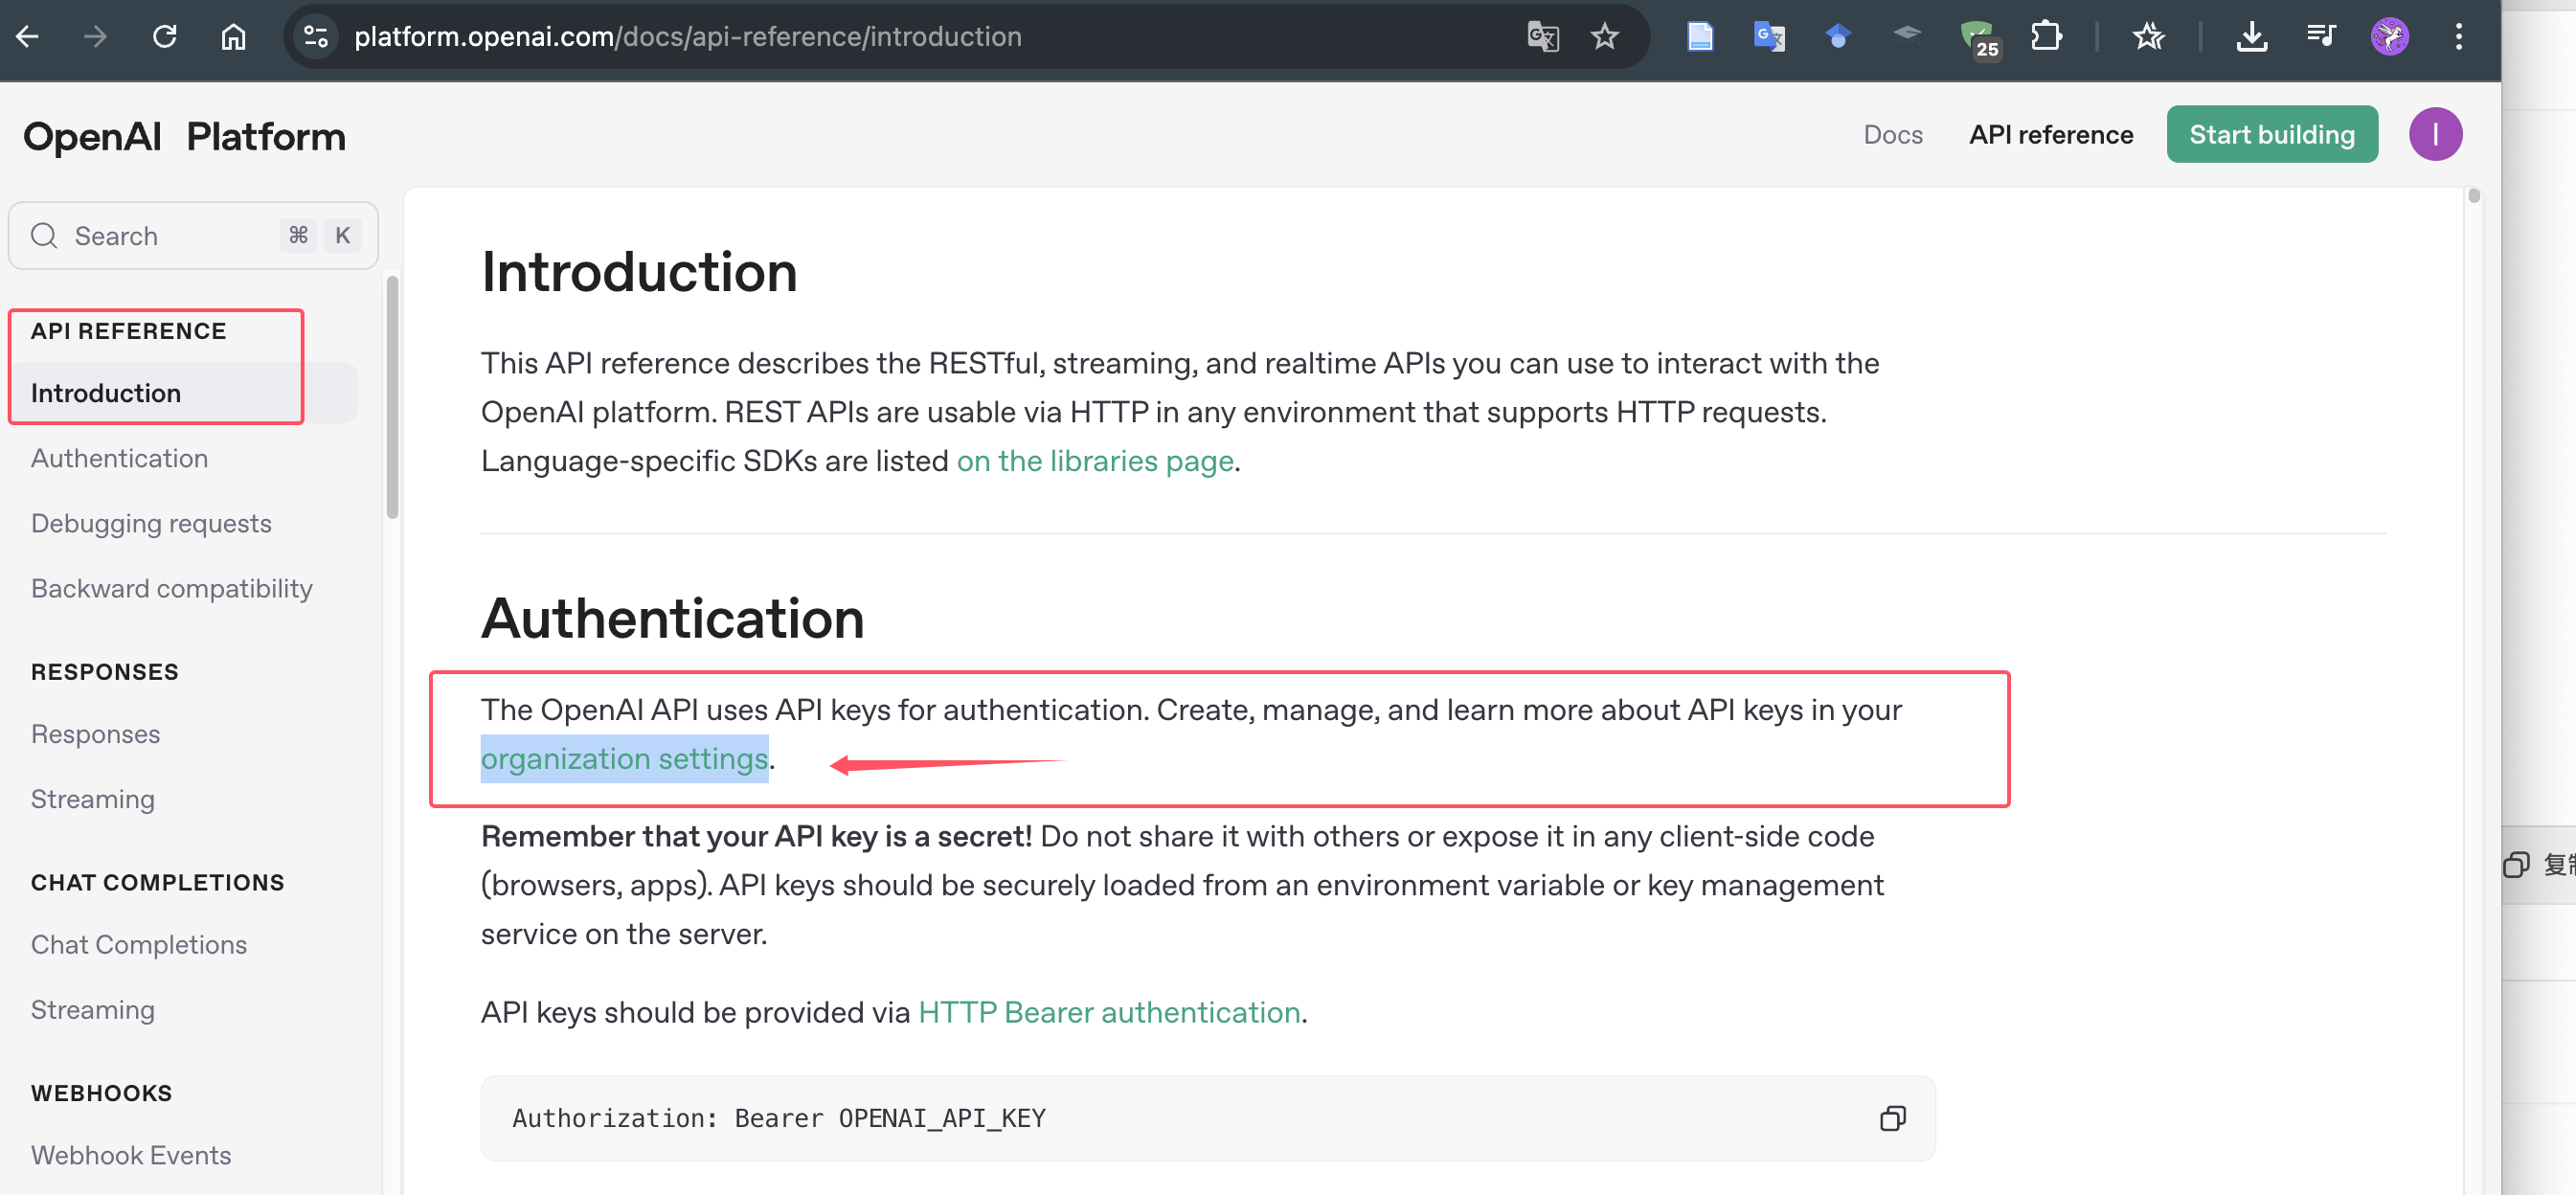 platform.openai.com/docs/api-reference/introduction
25
OpenAI Platform
Docs
API reference
Start building
I
Search
⌘ K
API REFERENCE
Introduction
Authentication
Debugging requests
Backward compatibility
RESPONSES
Responses
Streaming
CHAT COMPLETIONS
Chat Completions
Streaming
WEBHOOKS
Webhook Events
Introduction
This API reference describes the RESTful, streaming, and realtime APIs you can use to interact with the
OpenAI platform. REST APIs are usable via HTTP in any environment that supports HTTP requests.
Language-specific SDKs are listed on the libraries page.
Authentication
The OpenAI API uses API keys for authentication. Create, manage, and learn more about API keys in your
organization settings.
Remember that your API key is a secret! Do not share it with others or expose it in any client-side code
(browsers, apps). API keys should be securely loaded from an environment variable or key management
service on the server.
API keys should be provided via HTTP Bearer authentication.
Authorization: Bearer OPENAI_API_KEY
复